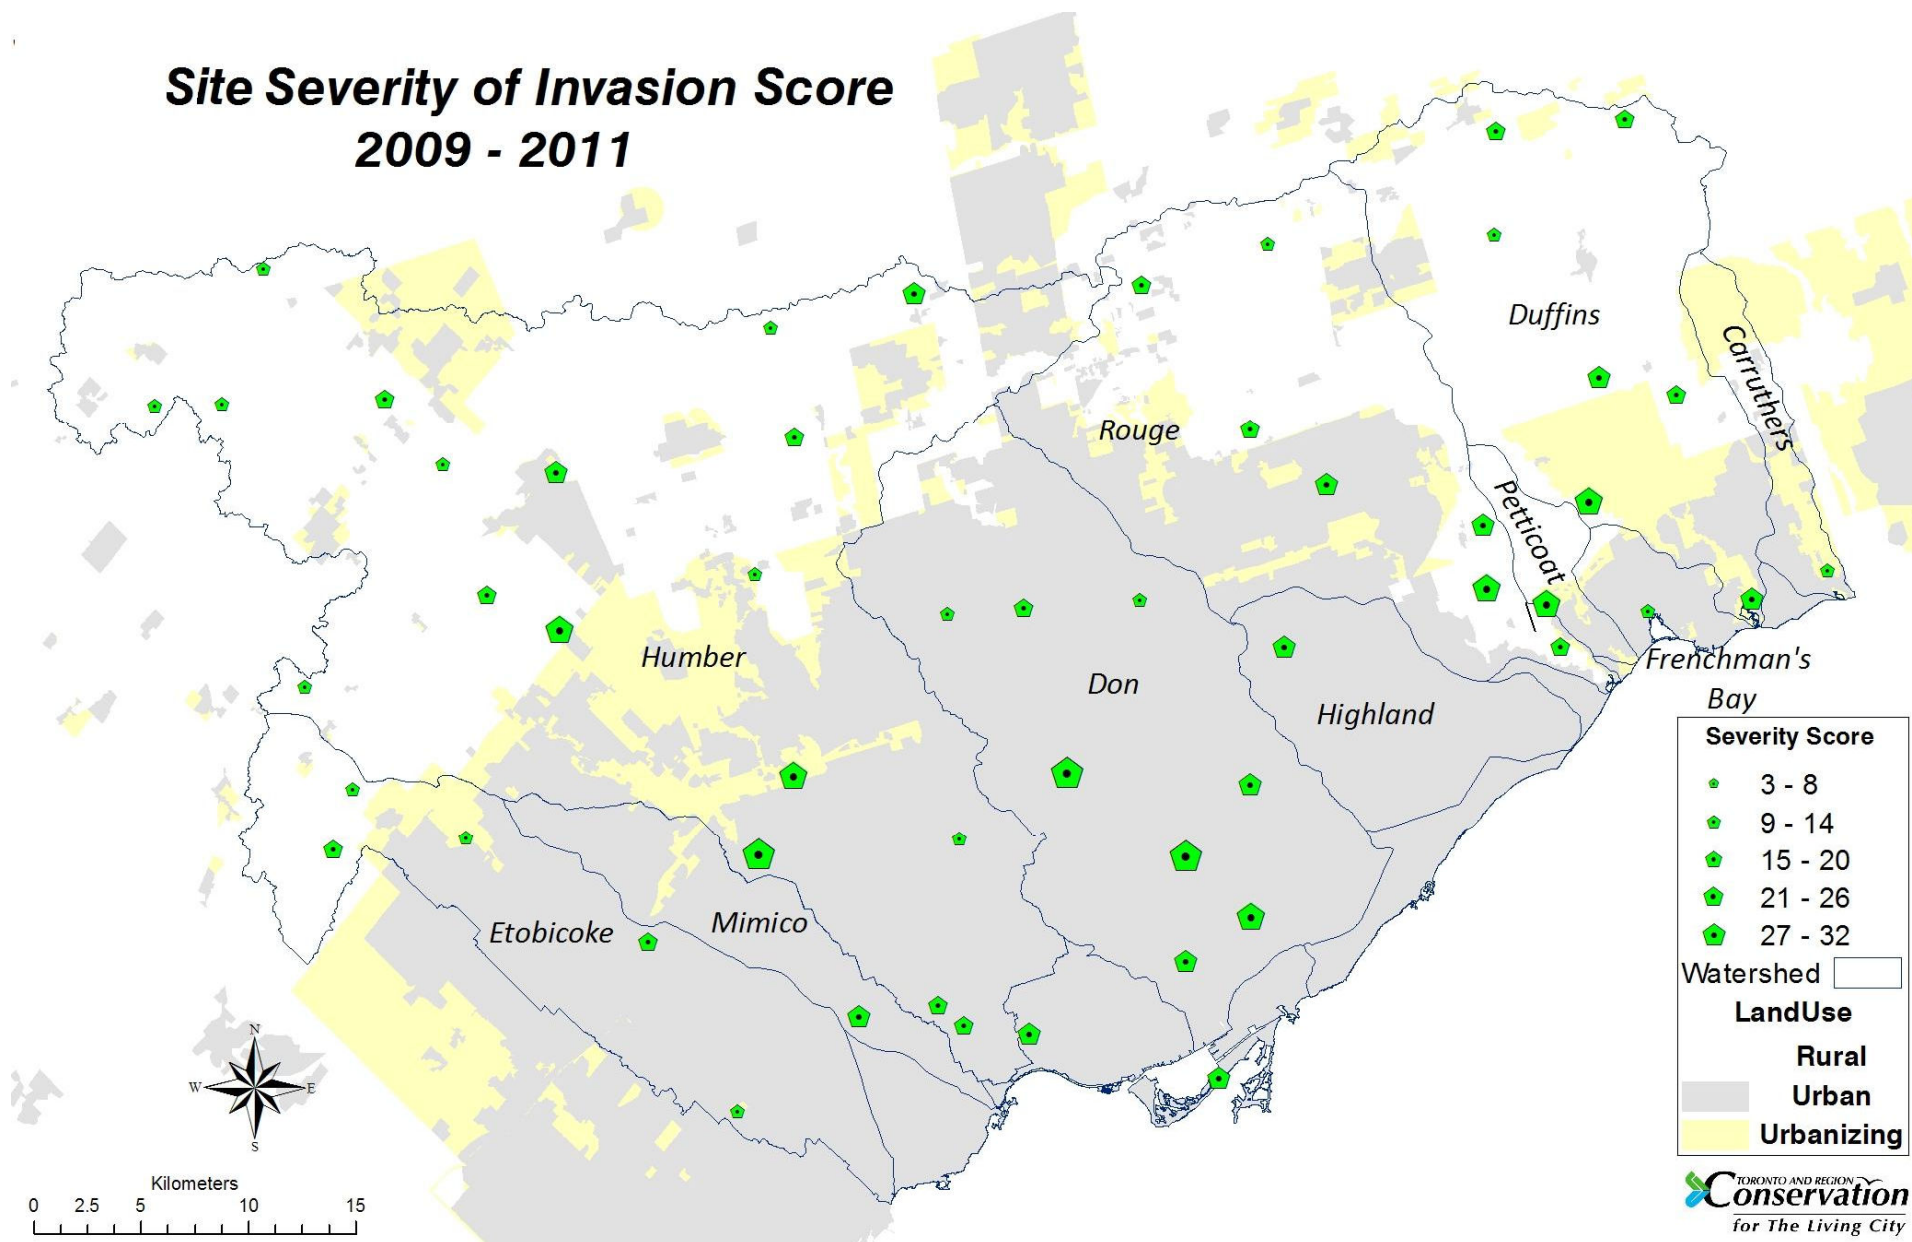 Site Severity of Invasion Score
2009 - 2011
Duffins
Carruthers
Rouge
Petticoat
Humber
Don
Highland
Frenchman's
Bay
Etobicoke
Mimico
Severity Score
3 - 8
9 - 14
15 - 20
21 - 26
27 - 32
Watershed
LandUse
Rural
Urban
Urbanizing
N
W E
S
Kilometers
0 2.5 5 10 15
TORONTO AND REGION
Conservation
for The Living City